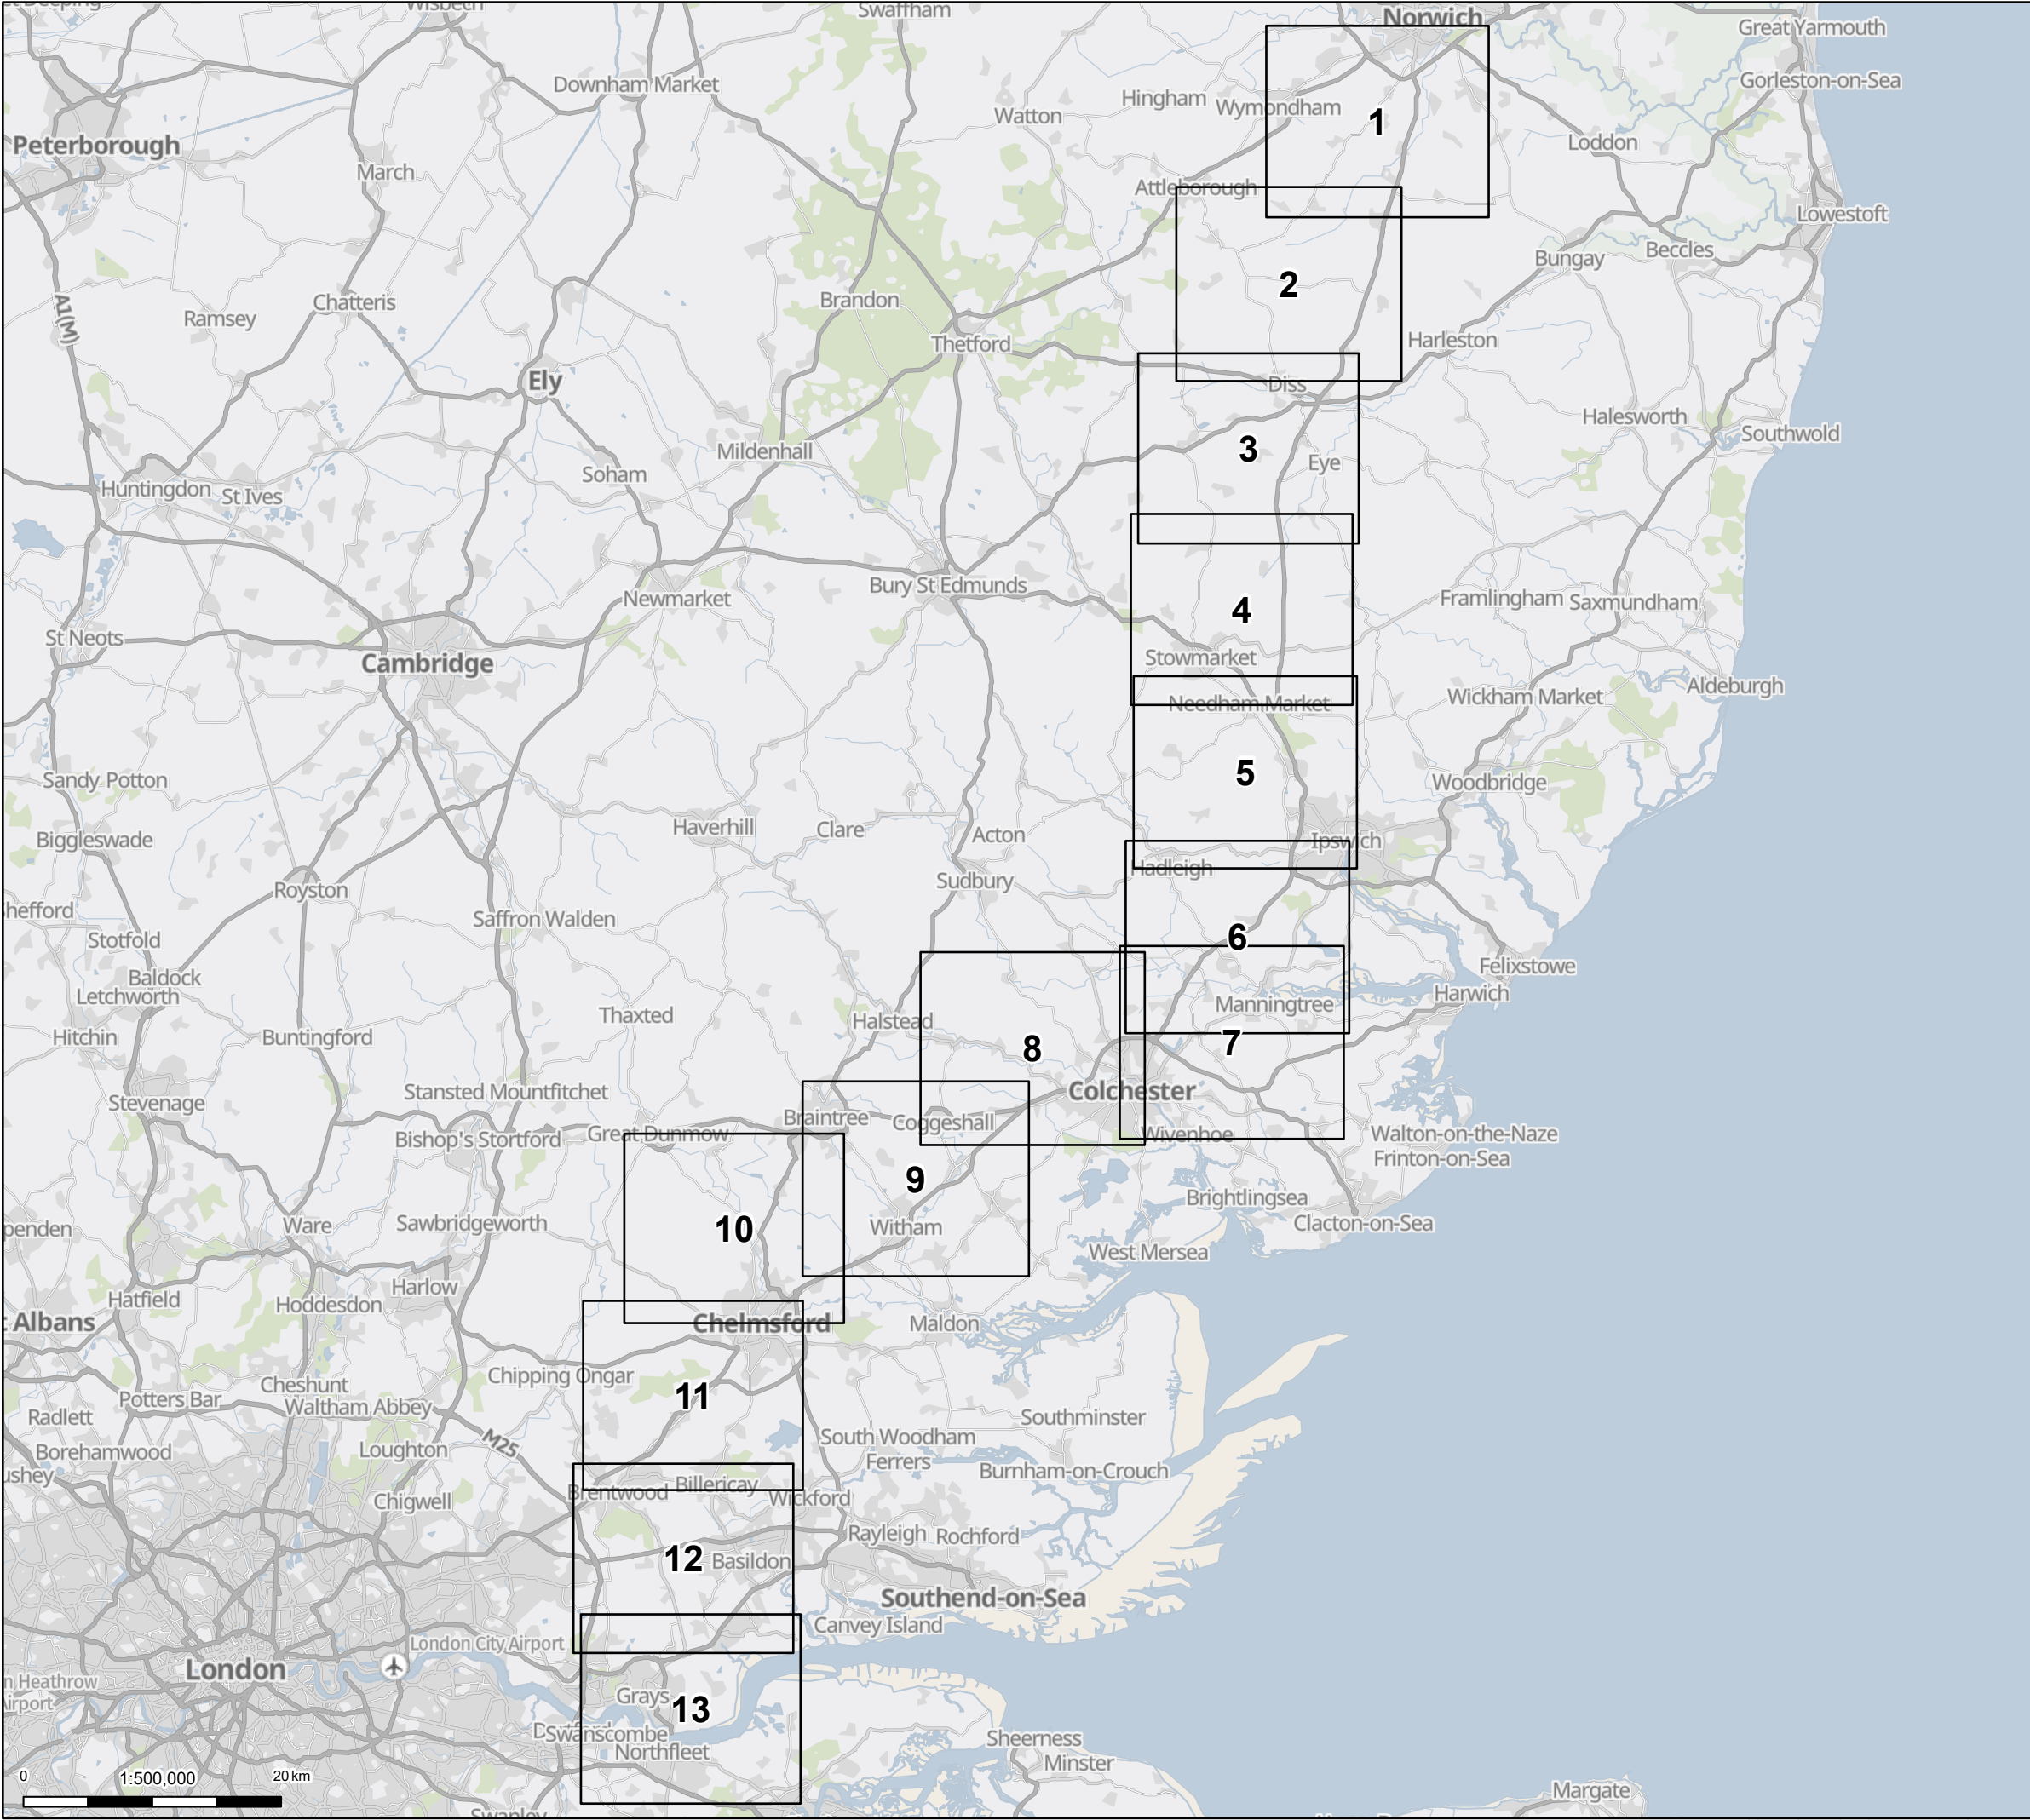 Wisbech
Swaffham
Norwich
Great Yarmouth
Downham Market
Gorleston-on-Sea
Hingham
Wymondham
Watton
1
Peterborough
Loddon
March
Attleborough
Lowestoft
Beccles
Bungay
2
A1(M)
Chatteris
Brandon
Ramsey
Harleston
Thetford
Ely
Diss
Halesworth
Southwold
3
Mildenhall
Eye
Soham
Huntingdon
St Ives
Bury St Edmunds
Newmarket
Framlingham
Saxmundham
4
St Neots
Stowmarket
Cambridge
Aldeburgh
Wickham Market
Needham Market
5
Sandy Potton
Woodbridge
Haverhill
Clare
Acton
Biggleswade
Ipswich
Hadleigh
Sudbury
Royston
hefford
Saffron Walden
Stotfold
6
Felixstowe
Baldock
Letchworth
Harwich
Manningtree
Thaxted
Halstead
Hitchin
Buntingford
7
8
Stansted Mountfitchet
Colchester
Stevenage
Braintree
Coggeshall
Great Dunmow
Wivenhoe
Walton-on-the-Naze
Bishop's Stortford
Frinton-on-Sea
9
Brightlingsea
penden
Ware
Sawbridgeworth
10
Witham
Clacton-on-Sea
West Mersea
Harlow
Hatfield
Hoddesdon
t Albans
Chelmsford
Maldon
Chipping Ongar
Cheshunt
11
Potters Bar
Waltham Abbey
Radlett
Southminster
Borehamwood
Loughton
M25
South Woodham
Ferrers
ushey
Burnham-on-Crouch
Brentwood
Billericay
Wickford
Chigwell
Rayleigh
Rochford
12
Basildon
Southend-on-Sea
Canvey Island
London City Airport
London
n Heathrow
Airport
Grays
13
Swanscombe
Northfleet
Sheerness
Minster
0
1:500,000
20 km
Margate
Swanley